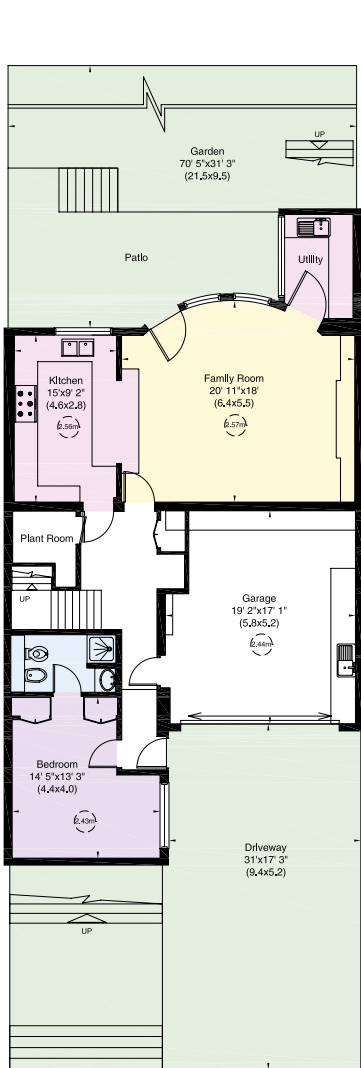 UP
Garden
70' 5"x31' 3"
(21.5x9.5)
Patio
Utility
Kitchen
15'x9' 2"
(4.6x2.8)
2.56m
Family Room
20' 11"x18'
(6.4x5.5)
2.57m
Plant Room
UP
Garage
19' 2"x17' 1"
(5.8x5.2)
2.44m
Bedroom
14' 5"x13' 3"
(4.4x4.0)
2.43m
Driveway
31'x17' 3"
(9.4x5.2)
UP